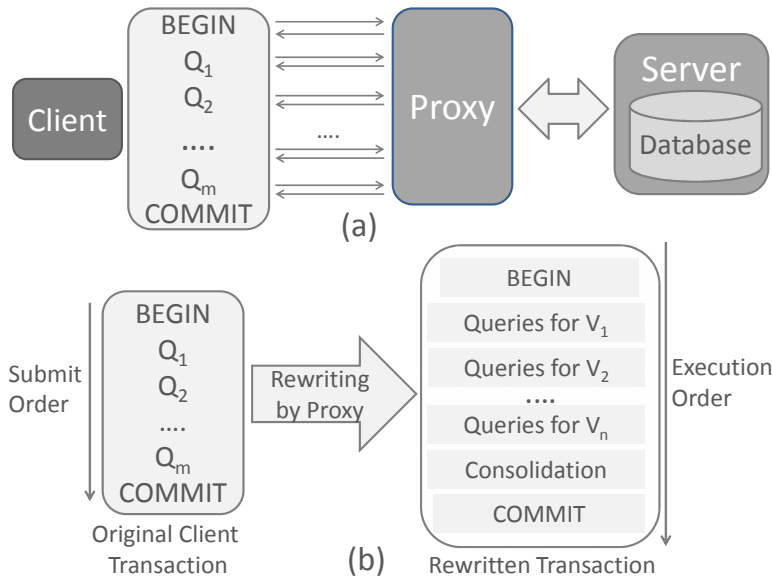 BEGIN
Q1
Q2
....
Qm
COMMIT
Client
....
Proxy
Server
Database
(a)
Submit
Order
BEGIN
Q1
Q2
....
Qm
COMMIT
Original Client
Transaction
Rewriting
by Proxy
BEGIN
Queries for V1
Queries for V2
....
Queries for Vn
Consolidation
COMMIT
Rewritten Transaction
Execution
Order
(b)